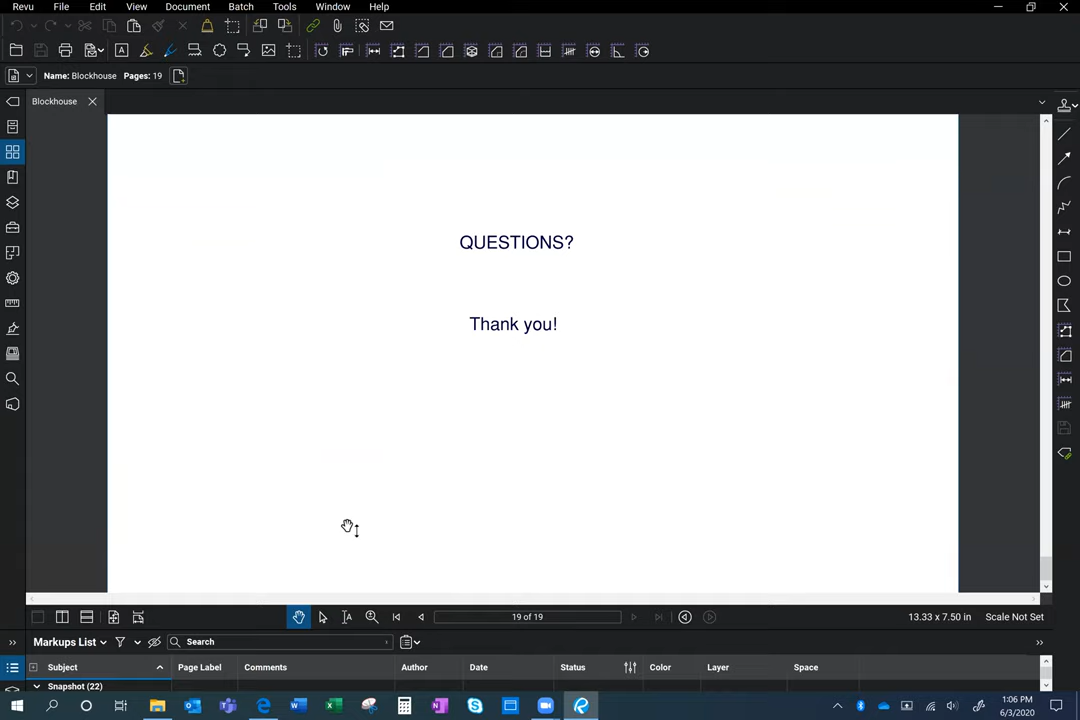 Revu File Edit View Document Batch Tools Window Help
Name: Blockhouse Pages: 19
Blockhouse
QUESTIONS?
Thank you!
19 of 19
13.33 x 7.50 in Scale Not Set
Markups List Search
Subject Page Label Comments Author Date Status Color Layer Space
Snapshot (22)
1:06 PM
6/3/2020